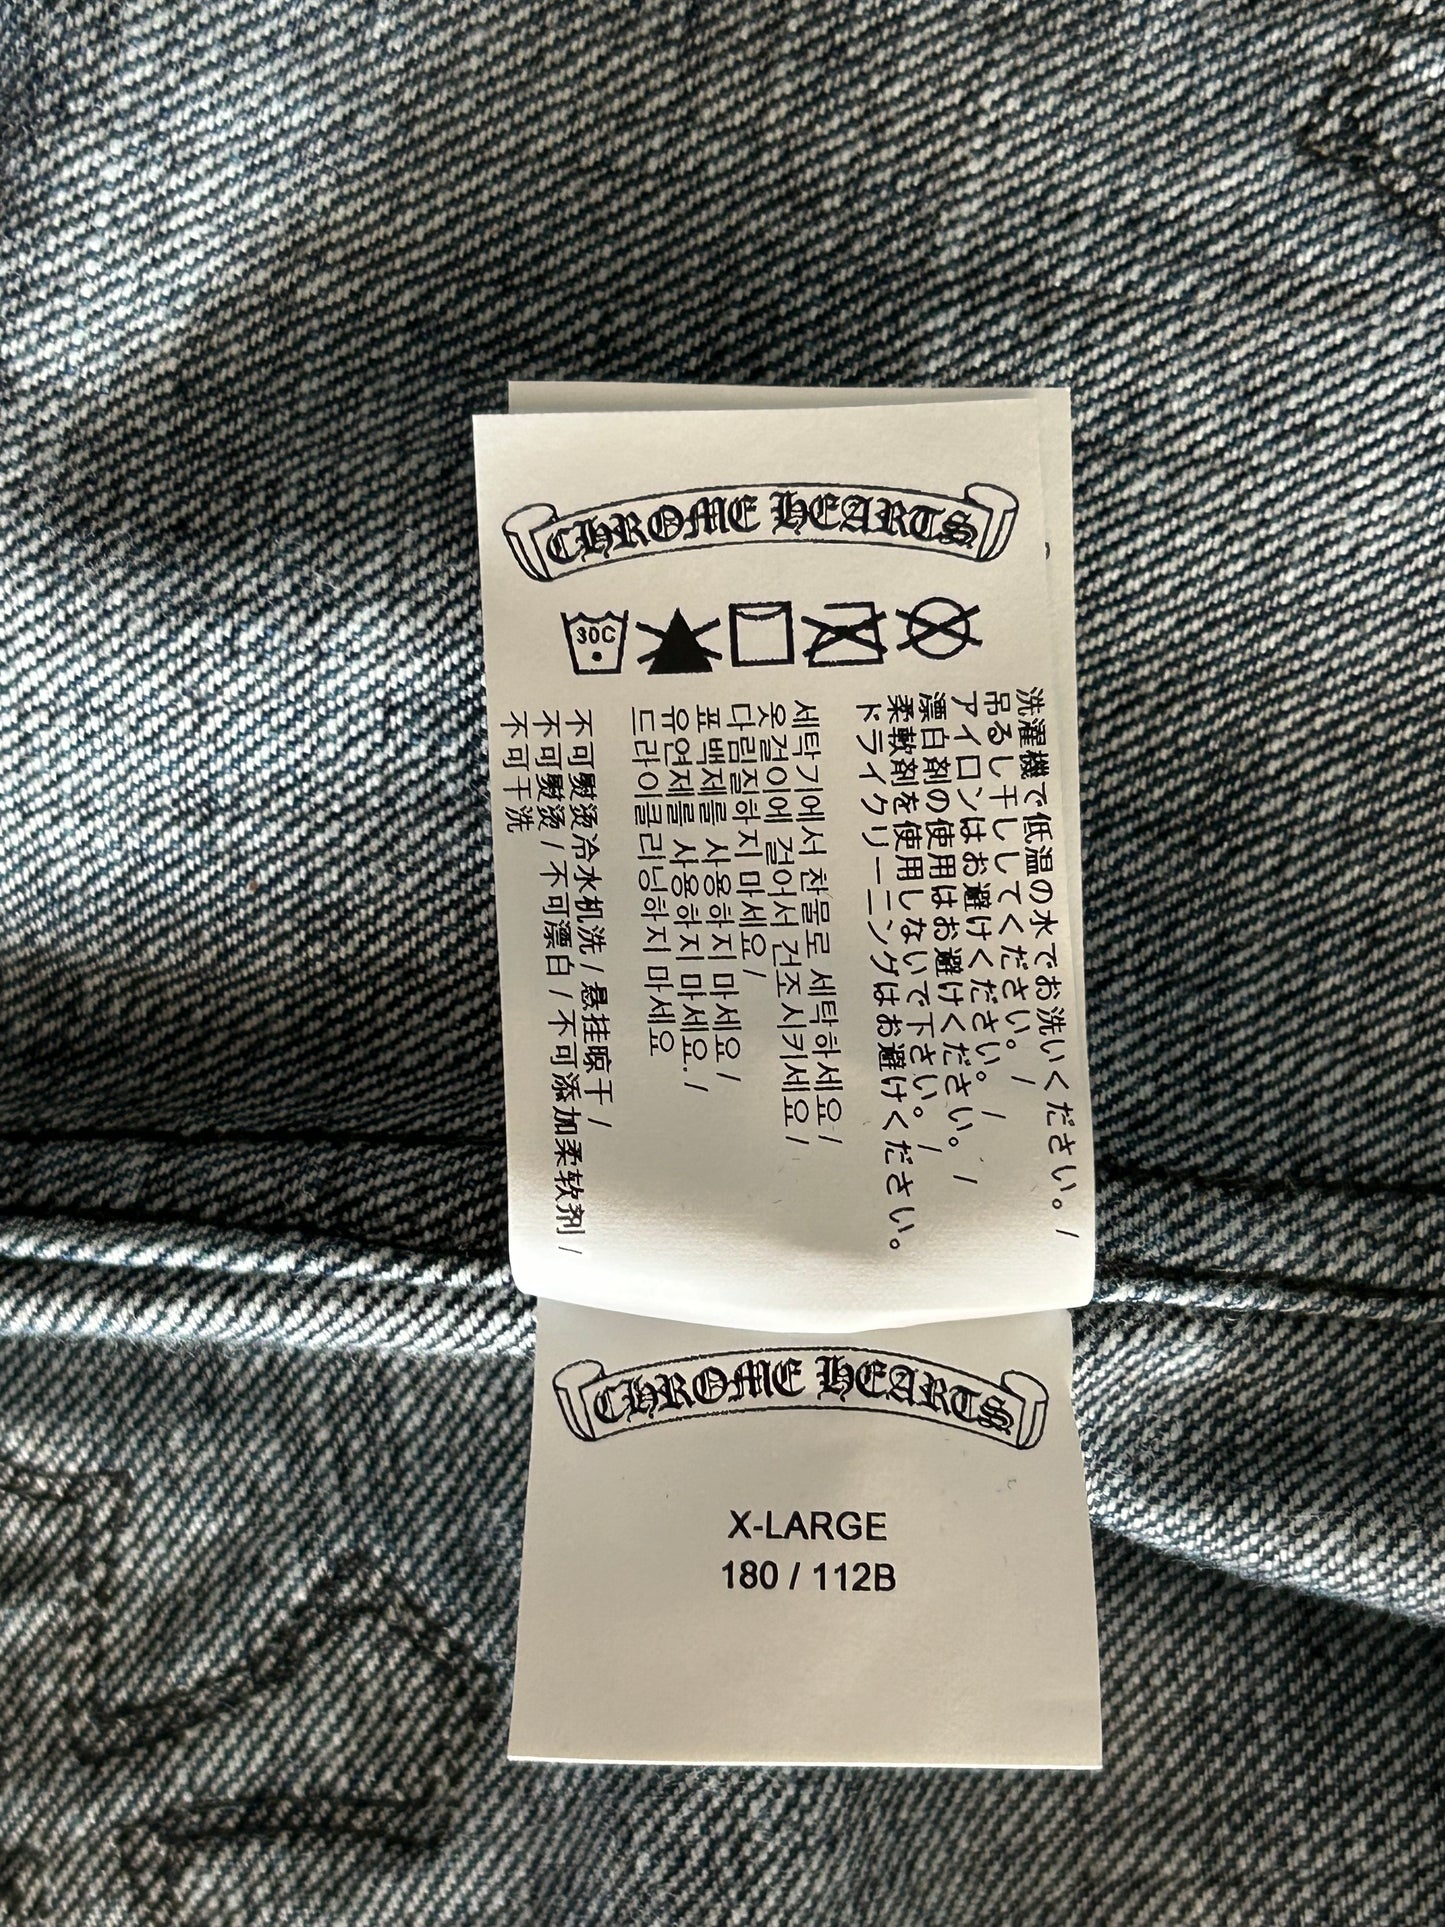 CHROME HEARTS
30C
洗濯機で低温の水でお洗いください。/
吊るし干ししてください。 /
アイロンはお避けください。 /
漂白剤の使用はお避けください。 /
柔軟剤を使用しないで下さい。 /
ドライクリーニングはお避けください。
세탁기에서 찬물로 세탁하세요 /
옷걸이에 걸어서 건조시키세요 /
다림질하지 마세요 /
표백제를 사용하지 마세요 /
유연제를 사용하지 마세요. /
드라이클리닝하지 마세요
不可熨烫冷水机洗 / 悬挂晾干 /
不可熨烫 / 不可漂白 / 不可添加柔软剂 /
不可干洗
CHROME HEARTS
X-LARGE
180 / 112B